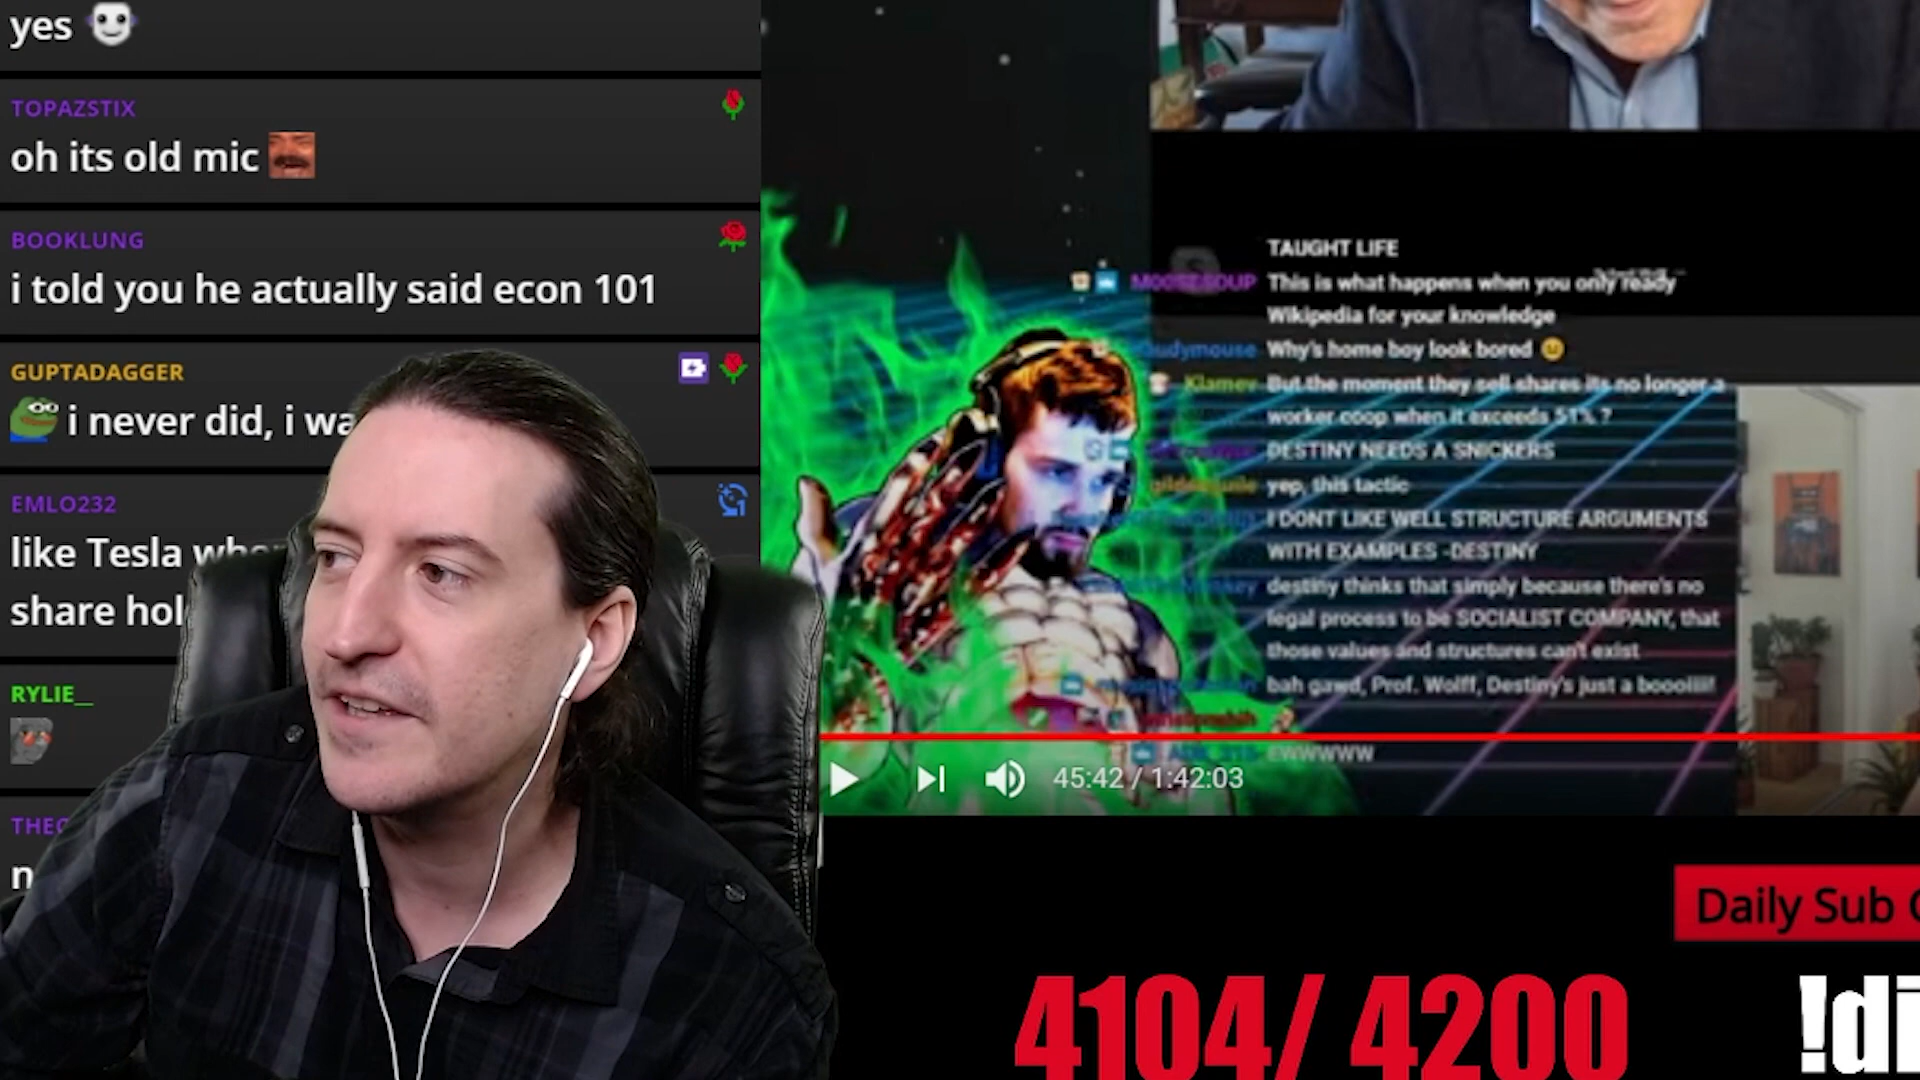 yes
TOPAZSTIX
oh its old mic
BOOKLUNG
i told you he actually said econ 101
GUPTADAGGER
i never did, i wa
EMLO232
like Tesla
share hol
RYLIE__
THEO
n
TAUGHT LIFE
M00SESOUP This is what happens when you only ready
Wikipedia for your knowledge
Why's home boy look bored
Klamev But the moment they sell shares its no longer a
worker coop when it exceeds 51% ?
DESTINY NEEDS A SNICKERS
yep, this tactic
I DONT LIKE WELL STRUCTURE ARGUMENTS
WITH EXAMPLES -DESTINY
destiny thinks that simply because there's no
legal process to be SOCIALIST COMPANY, that
those values and structures can't exist
bah gawd, Prof. Wolff, Destiny's just a boooiiii!
EWWWWW
45:42 / 1:42:03
Daily Sub
4104/ 4200
!di